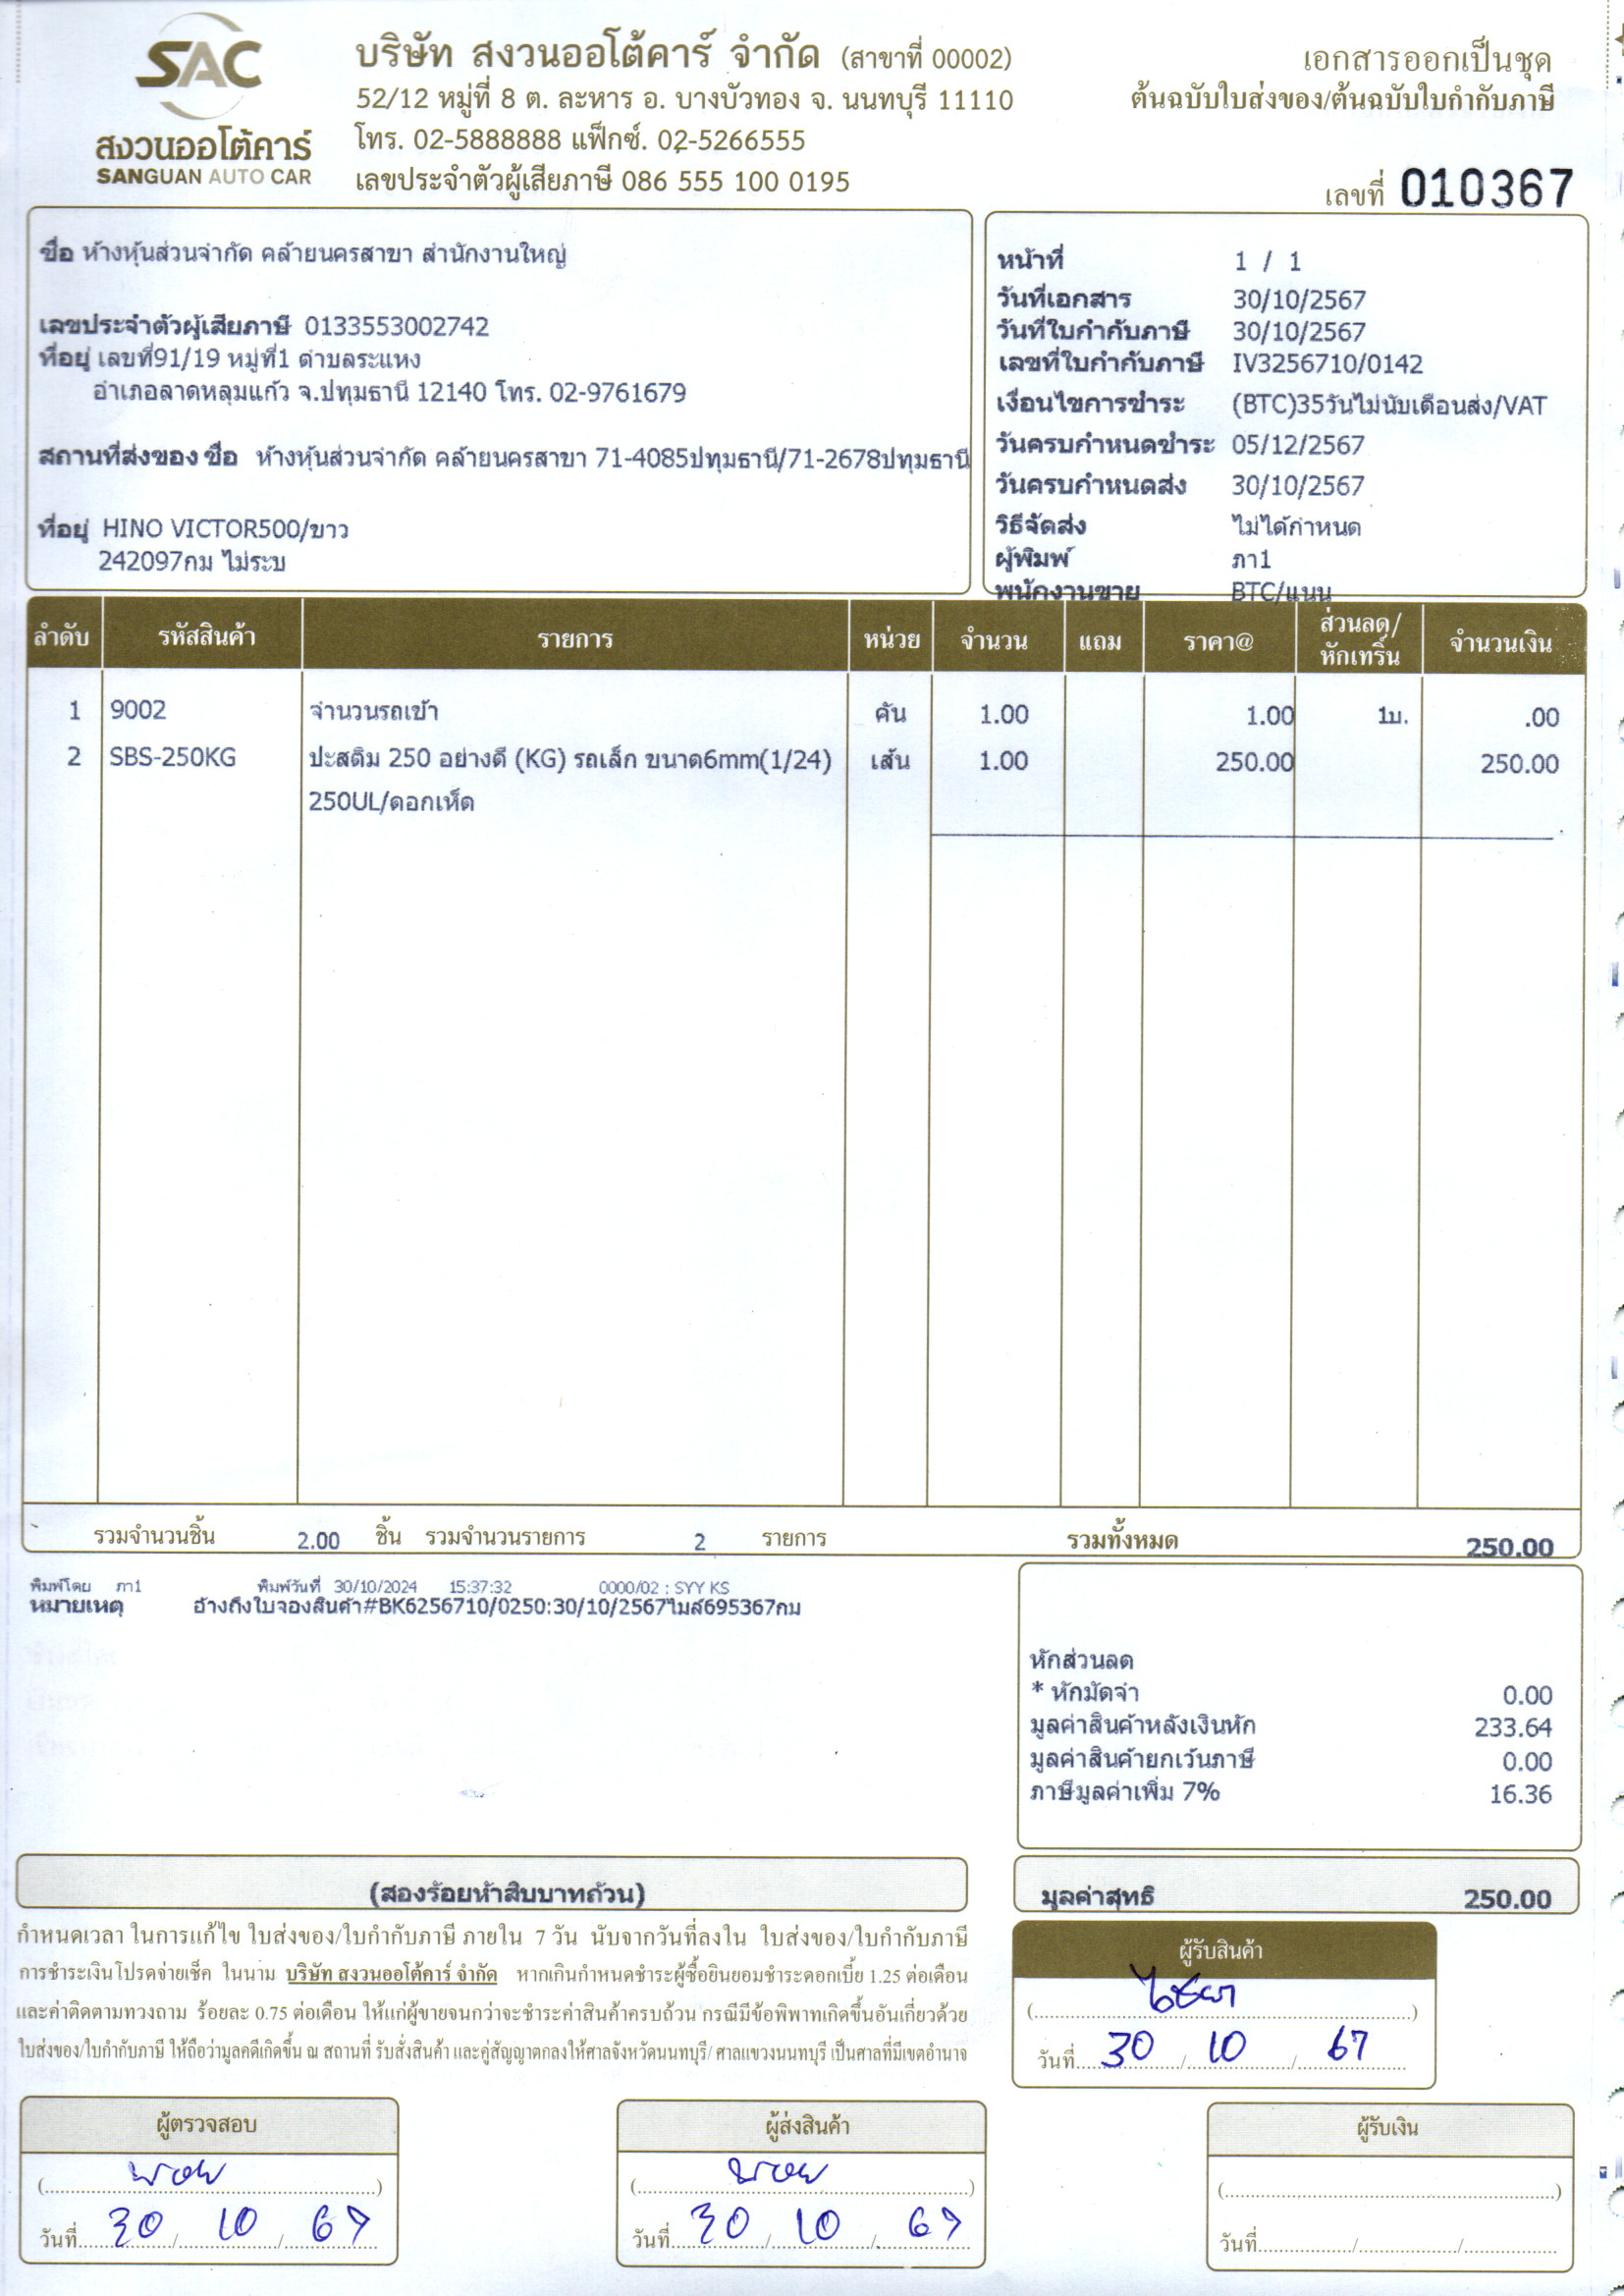 SAC
สงวนออโต้คาร์
SANGUAN AUTO CAR
บริษัท สงวนออโต้คาร์ จำกัด (สาขาที่ 00002)
52/12 หมู่ที่ 8 ต. ละหาร อ. บางบัวทอง จ. นนทบุรี 11110
โทร. 02-5888888 แฟ็กซ์. 02-5266555
เลขประจำตัวผู้เสียภาษี 086 555 100 0195
เอกสารออกเป็นชุด
ต้นฉบับใบส่งของ/ต้นฉบับใบกำกับภาษี
เลขที่ 010367
ชื่อ ห้างหุ้นส่วนจำกัด คล้ายนครสาขา สำนักงานใหญ่
เลขประจำตัวผู้เสียภาษี 0133553002742
ที่อยู่ เลขที่91/19 หมู่ที่1 ตำบลระแหง
อำเภอลาดหลุมแก้ว จ.ปทุมธานี 12140 โทร. 02-9761679
สถานที่ส่งของ ชื่อ ห้างหุ้นส่วนจำกัด คล้ายนครสาขา 71-4085ปทุมธานี/71-2678ปทุมธานี
ที่อยู่ HINO VICTOR500/ขาว
242097กม ไม่ระบ
หน้าที่ 1 / 1
วันที่เอกสาร 30/10/2567
วันที่ใบกำกับภาษี 30/10/2567
เลขที่ใบกำกับภาษี IV3256710/0142
เงื่อนไขการชำระ (BTC)35วันไม่นับเดือนส่ง/VAT
วันครบกำหนดชำระ 05/12/2567
วันครบกำหนดส่ง 30/10/2567
วิธีจัดส่ง ไม่ได้กำหนด
ผู้พิมพ์ ภา1
พนักงานขาย BTC/แนน
ลำดับ รหัสสินค้า รายการ หน่วย จำนวน แถม ราคา@ ส่วนลด/หักเทริ์น จำนวนเงิน
1 9002 จำนวนรถเข้า คัน 1.00 1.00 1บ. .00
2 SBS-250KG ปะสติม 250 อย่างดี (KG) รถเล็ก ขนาด6mm(1/24) เส้น 1.00 250.00 250.00
250UL/ดอกเห็ด
รวมจำนวนชิ้น 2.00 ชิ้น รวมจำนวนรายการ 2 รายการ รวมทั้งหมด 250.00
พิมพ์โดย ภา1 พิมพ์วันที่ 30/10/2024 15:37:32 0000/02 : SYY KS
หมายเหตุ อ้างถึงใบจองสินค้า#BK6256710/0250:30/10/2567ไมล์695367กม
หักส่วนลด
* หักมัดจำ 0.00
มูลค่าสินค้าหลังเงินหัก 233.64
มูลค่าสินค้ายกเว้นภาษี 0.00
ภาษีมูลค่าเพิ่ม 7% 16.36
(สองร้อยห้าสิบบาทถ้วน)
มูลค่าสุทธิ 250.00
กำหนดเวลา ในการแก้ไข ใบส่งของ/ใบกำกับภาษี ภายใน 7 วัน นับจากวันที่ลงใน ใบส่งของ/ใบกำกับภาษี
การชำระเงินโปรดจ่ายเช็ค ในนาม บริษัท สงวนออโต้คาร์ จำกัด หากเกินกำหนดชำระผู้ซื้อยินยอมชำระดอกเบี้ย 1.25 ต่อเดือน
และค่าติดตามทวงถาม ร้อยละ 0.75 ต่อเดือน ให้แก่ผู้ขายจนกว่าจะชำระค่าสินค้าครบถ้วน กรณีมีข้อพิพาทเกิดขึ้นอันเกี่ยวด้วย
ใบส่งของ/ใบกำกับภาษี ให้ถือว่ามูลคดีเกิดขึ้น ณ สถานที่ รับสั่งสินค้า และคู่สัญญาตกลงให้ศาลจังหวัดนนทบุรี/ ศาลแขวงนนทบุรี เป็นศาลที่มีเขตอำนาจ
ผู้รับสินค้า
วันที่ 30 / 10 / 67
ผู้ตรวจสอบ
วันที่ 30 / 10 / 67
ผู้ส่งสินค้า
วันที่ 30 / 10 / 67
ผู้รับเงิน
วันที่